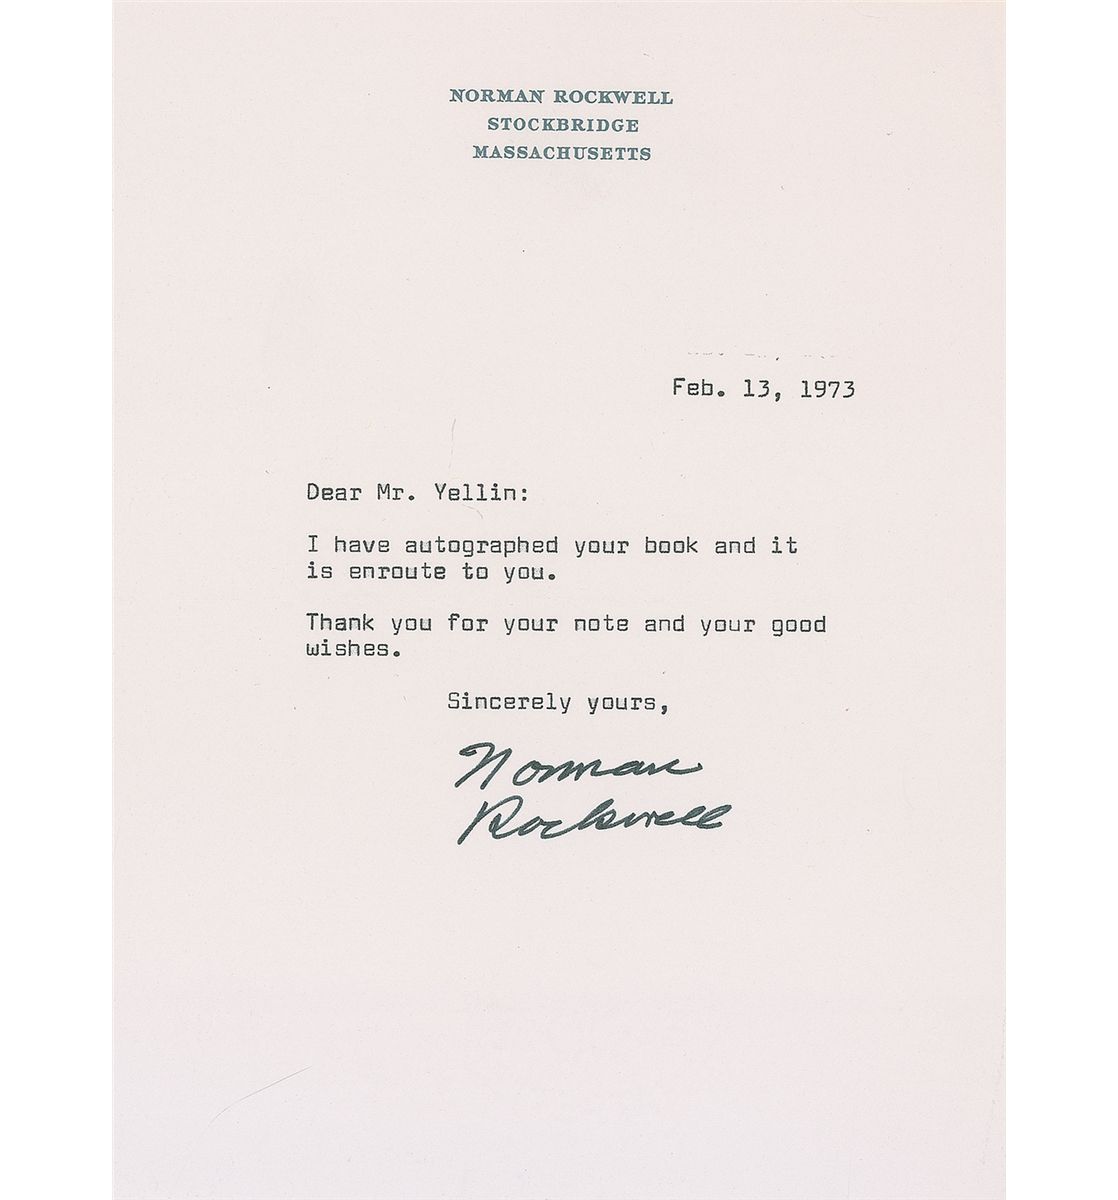 NORMAN ROCKWELL
STOCKBRIDGE
MASSACHUSETTS
Feb. 13, 1973
Dear Mr. Yellin:
I have autographed your book and it
is enroute to you.
Thank you for your note and your good
wishes.
Sincerely yours,
Norman
Rockwell